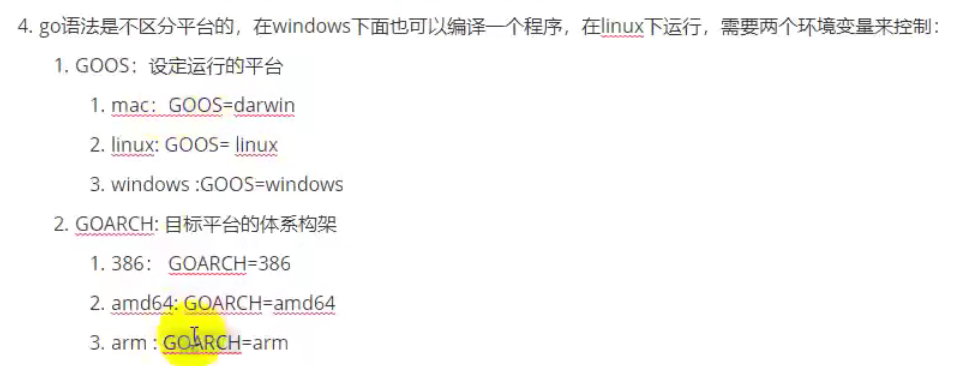 4. go语法是不区分平台的，在windows下面也可以编译一个程序，在linux下运行，需要两个环境变量来控制：
1. GOOS：设定运行的平台
1. mac：GOOS=darwin
2. linux: GOOS= linux
3. windows :GOOS=windows
2. GOARCH: 目标平台的体系构架
1. 386： GOARCH=386
2. amd64: GOARCH=amd64
3. arm : GOARCH=arm